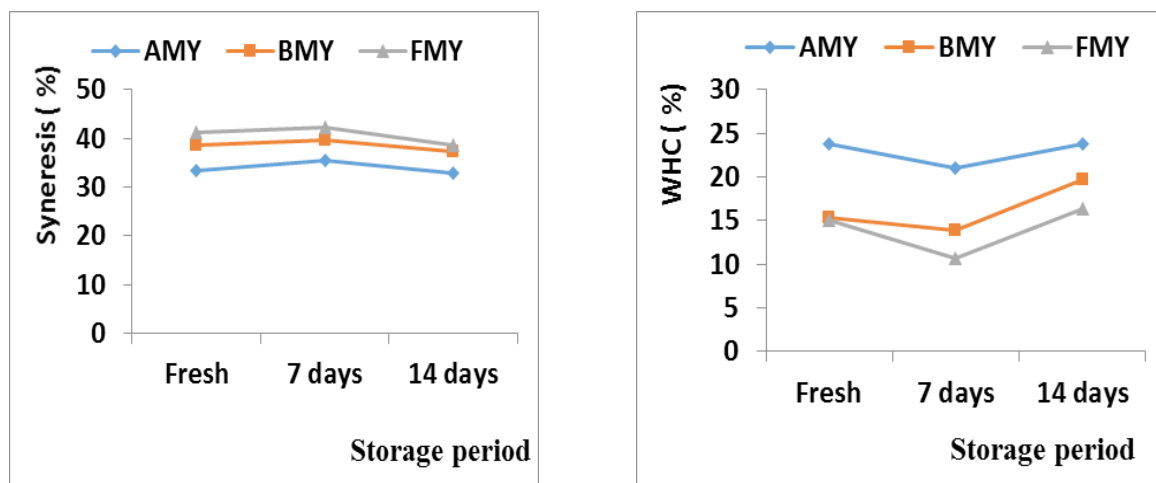 AMY BMY FMY
Syneresis ( %)
50
40
30
20
10
0
Fresh 7 days 14 days
Storage period
AMY BMY FMY
WHC ( %)
30
25
20
15
10
5
0
Fresh 7 days 14 days
Storage period